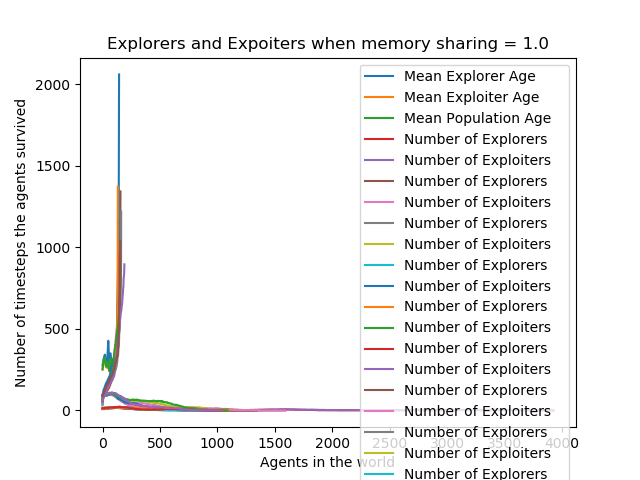 Explorers and Expoiters when memory sharing = 1.0
Number of timesteps the agents survived
2000
1500
1000
500
0
Mean Explorer Age
Mean Exploiter Age
Mean Population Age
Number of Explorers
Number of Exploiters
Number of Explorers
Number of Exploiters
Number of Explorers
Number of Exploiters
Number of Explorers
Number of Exploiters
Number of Explorers
Number of Exploiters
Number of Explorers
Number of Exploiters
Number of Explorers
Number of Exploiters
Number of Explorers
Number of Exploiters
Number of Explorers
0 500 1000 1500 2000 2500 3000 3500 4000
Agents in the world